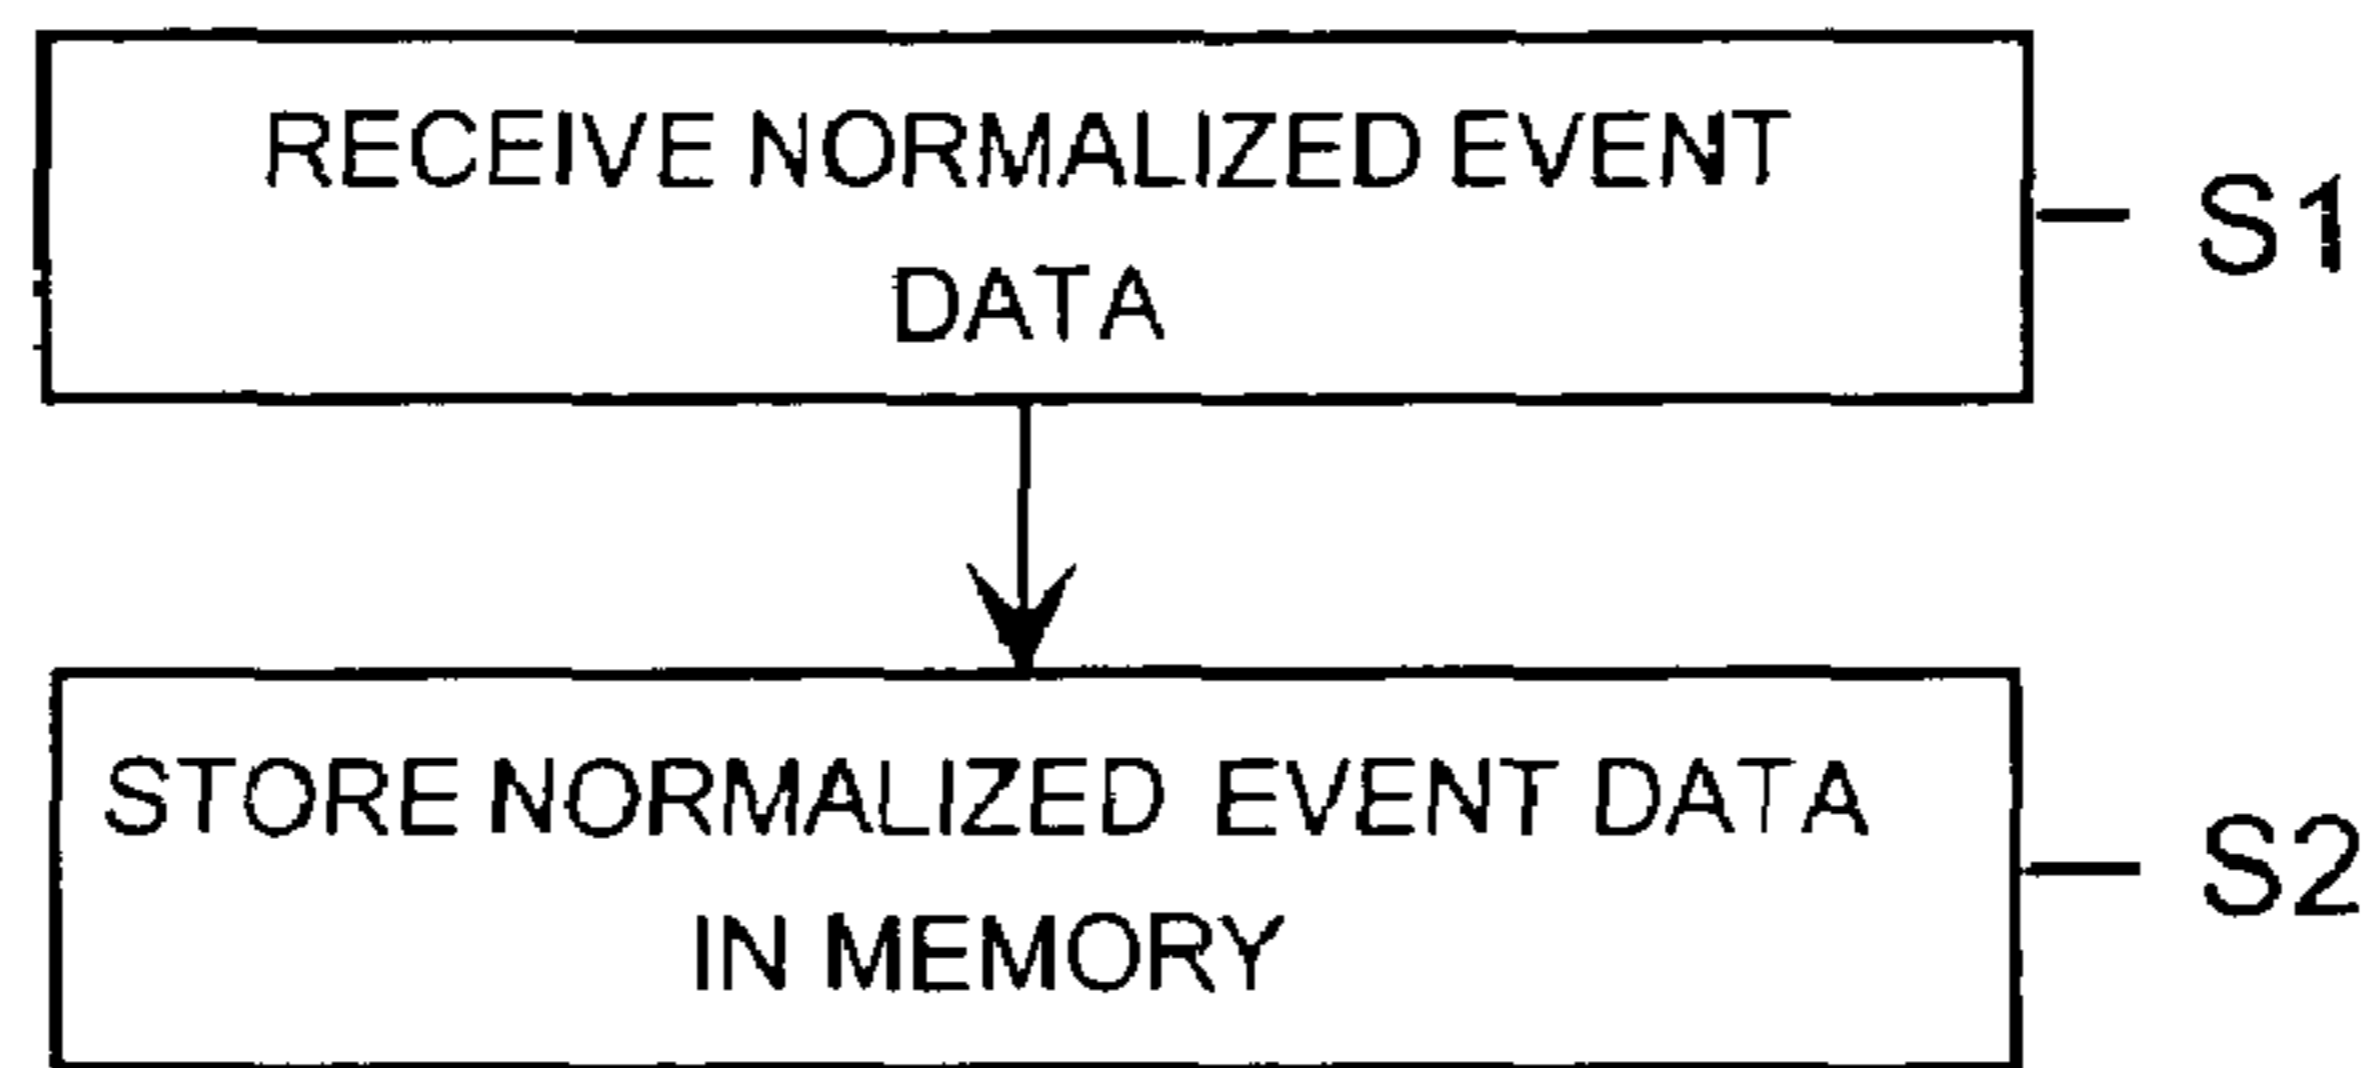 RECEIVE NORMALIZED EVENT
DATA
S1
STORE NORMALIZED EVENT DATA
IN MEMORY
S2